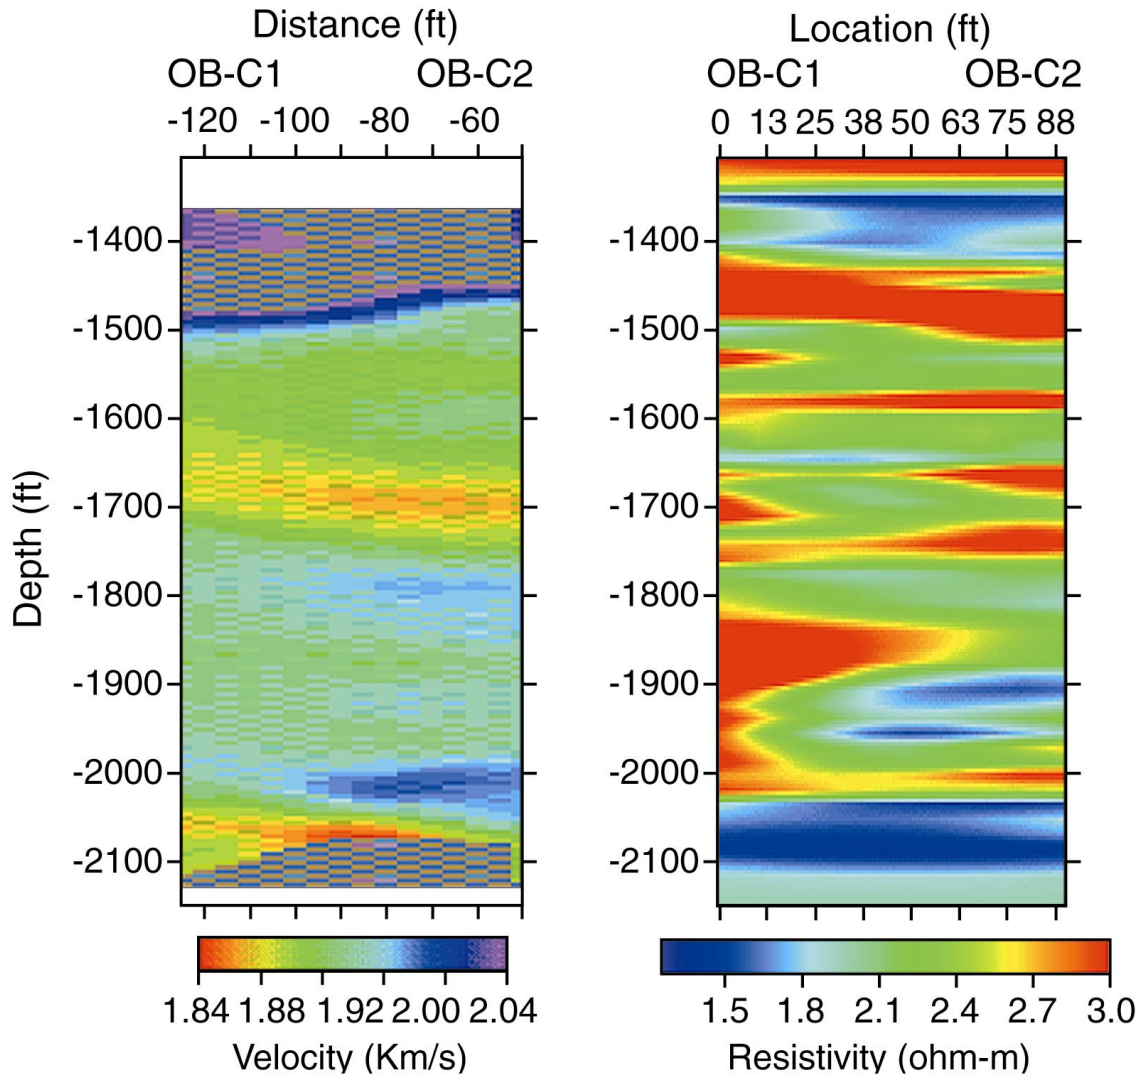 Distance (ft)
OB-C1 OB-C2
-120 -100 -80 -60
Location (ft)
OB-C1 OB-C2
0 13 25 38 50 63 75 88
Depth (ft)
-1400
-1500
-1600
-1700
-1800
-1900
-2000
-2100
-1400
-1500
-1600
-1700
-1800
-1900
-2000
-2100
1.84 1.88 1.92 2.00 2.04
Velocity (Km/s)
1.5 1.8 2.1 2.4 2.7 3.0
Resistivity (ohm-m)